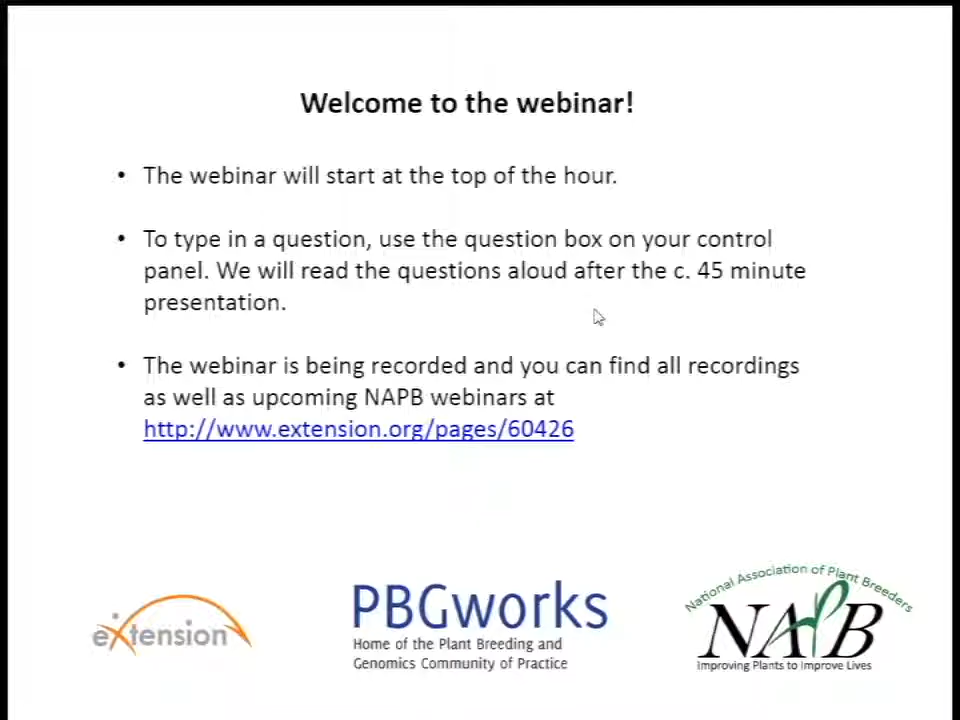 Welcome to the webinar!
• The webinar will start at the top of the hour.
• To type in a question, use the question box on your control
panel. We will read the questions aloud after the c. 45 minute
presentation.
• The webinar is being recorded and you can find all recordings
as well as upcoming NAPB webinars at
http://www.extension.org/pages/60426
eXtension
PBGworks
Home of the Plant Breeding and
Genomics Community of Practice
National Association of Plant Breeders
NAPB
Improving Plants to Improve Lives